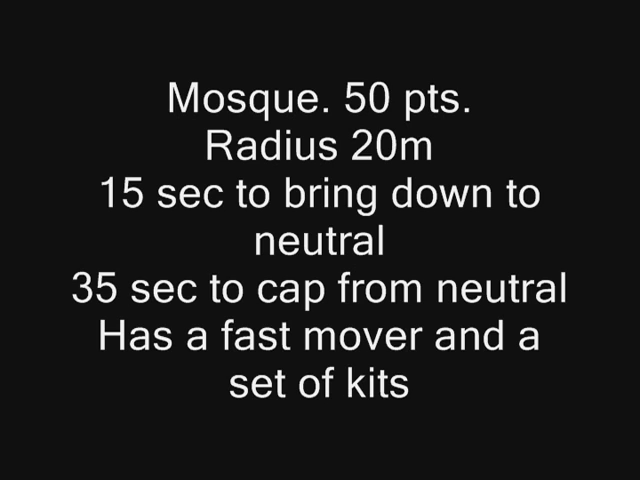 Mosque. 50 pts.
Radius 20m
15 sec to bring down to
neutral
35 sec to cap from neutral
Has a fast mover and a
set of kits